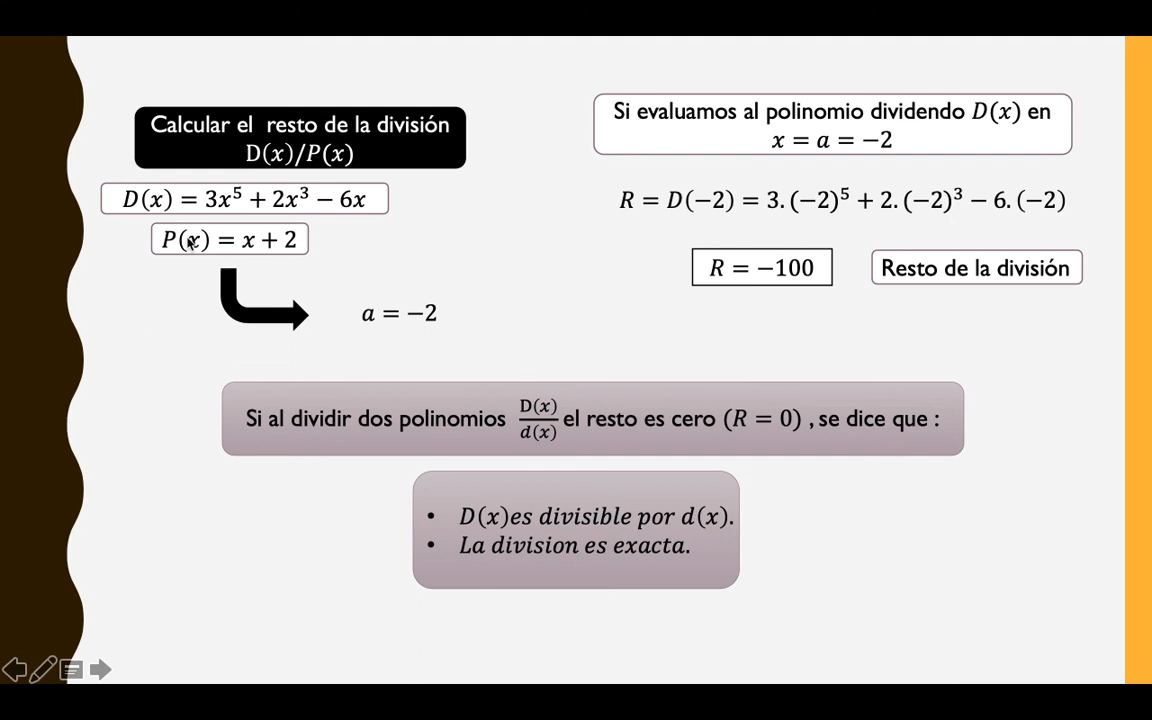 Calcular el resto de la división
D(x)/P(x)
D(x) = 3x⁵ + 2x³ − 6x
P(x) = x + 2
a = −2
Si evaluamos al polinomio dividendo D(x) en
x = a = −2
R = D(−2) = 3.(−2)⁵ + 2.(−2)³ − 6.(−2)
R = −100
Resto de la división
Si al dividir dos polinomios D(x)/d(x) el resto es cero (R = 0) , se dice que :
• D(x)es divisible por d(x).
• La division es exacta.